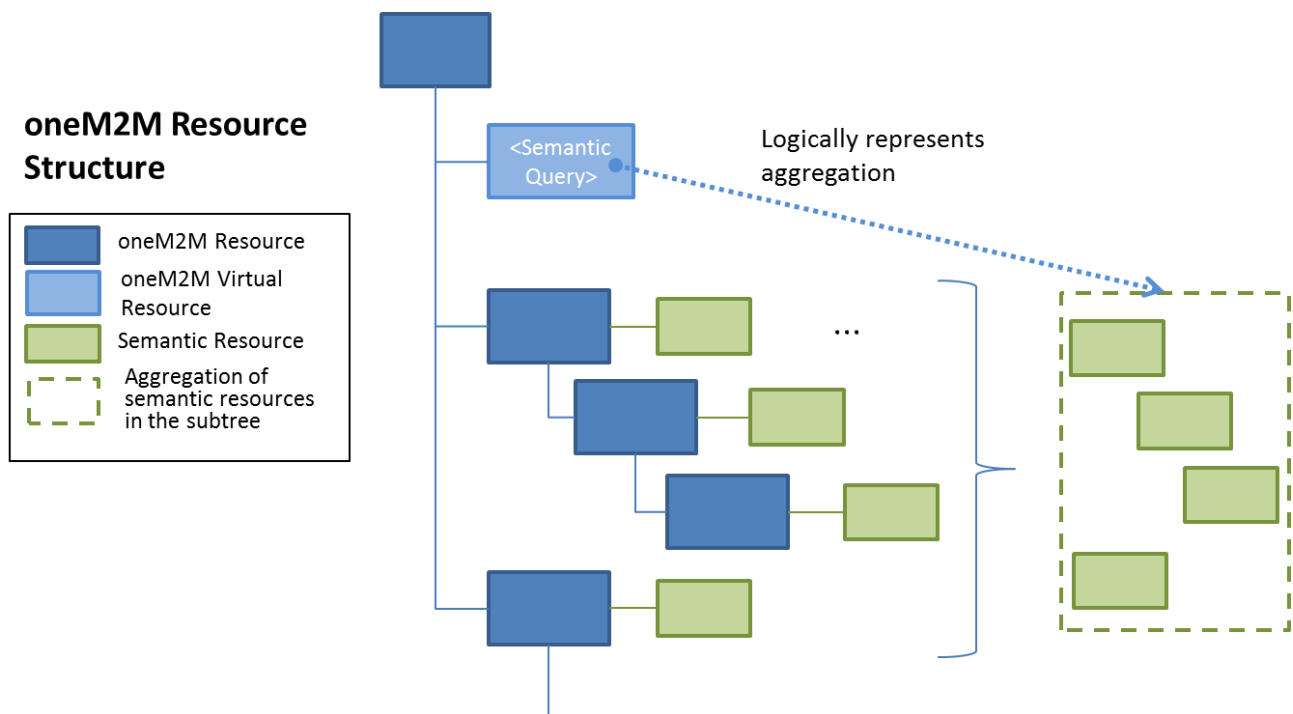 oneM2M Resource
Structure
oneM2M Resource
oneM2M Virtual
Resource
Semantic Resource
Aggregation of
semantic resources
in the subtree
<Semantic
Query>
Logically represents
aggregation
...